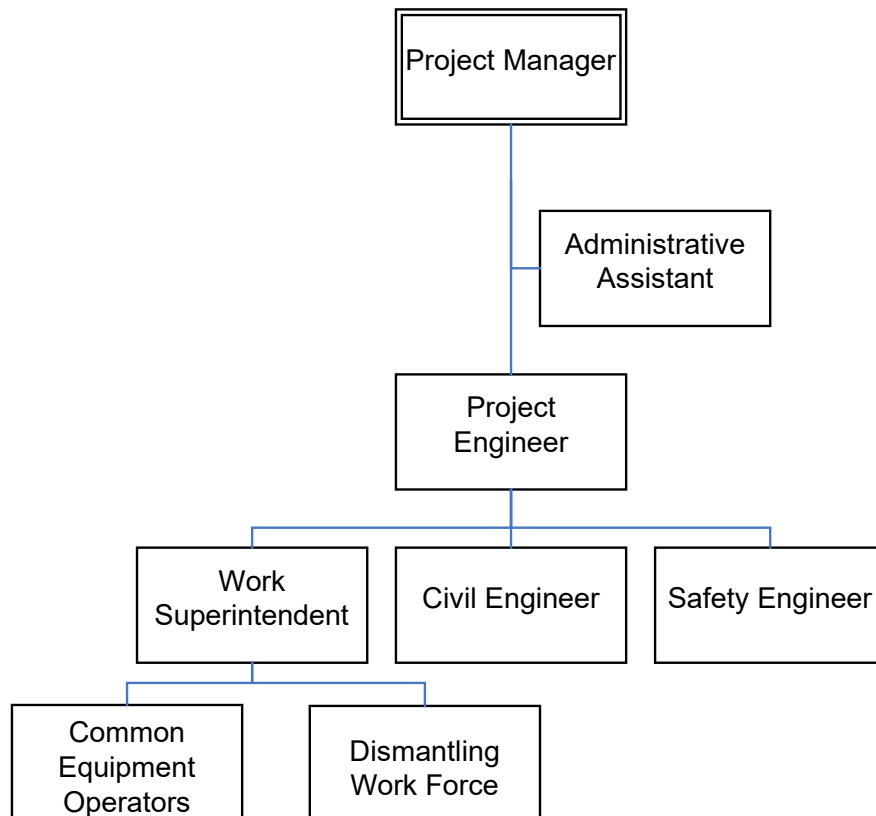 Project Manager
Administrative
Assistant
Project
Engineer
Work
Superintendent
Civil Engineer
Safety Engineer
Common
Equipment
Operators
Dismantling
Work Force